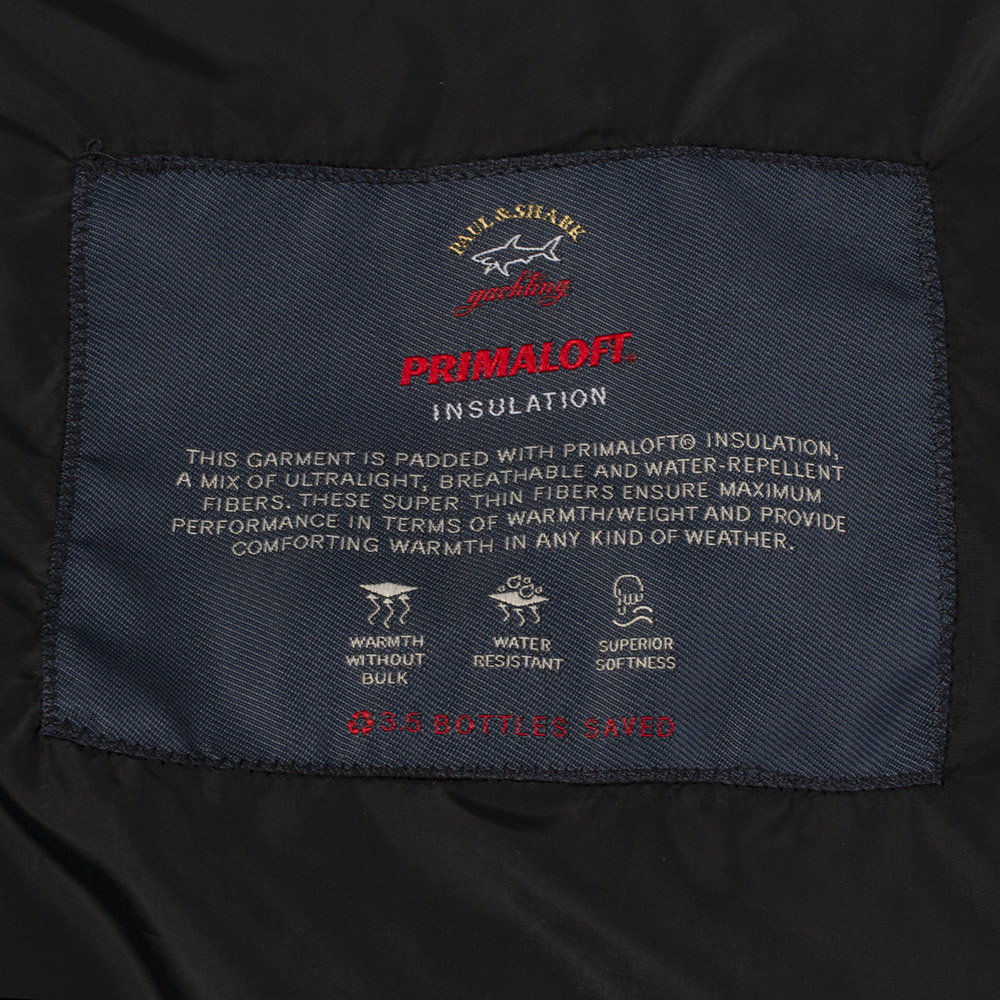 PAUL & SHARK
yachting
PRIMALOFT™
INSULATION
THIS GARMENT IS PADDED WITH PRIMALOFT® INSULATION,
A MIX OF ULTRALIGHT, BREATHABLE AND WATER-REPELLENT
FIBERS. THESE SUPER THIN FIBERS ENSURE MAXIMUM
PERFORMANCE IN TERMS OF WARMTH/WEIGHT AND PROVIDE
COMFORTING WARMTH IN ANY KIND OF WEATHER.
WARMTH
WITHOUT
BULK
WATER
RESISTANT
SUPERIOR
SOFTNESS
3.5 BOTTLES SAVED